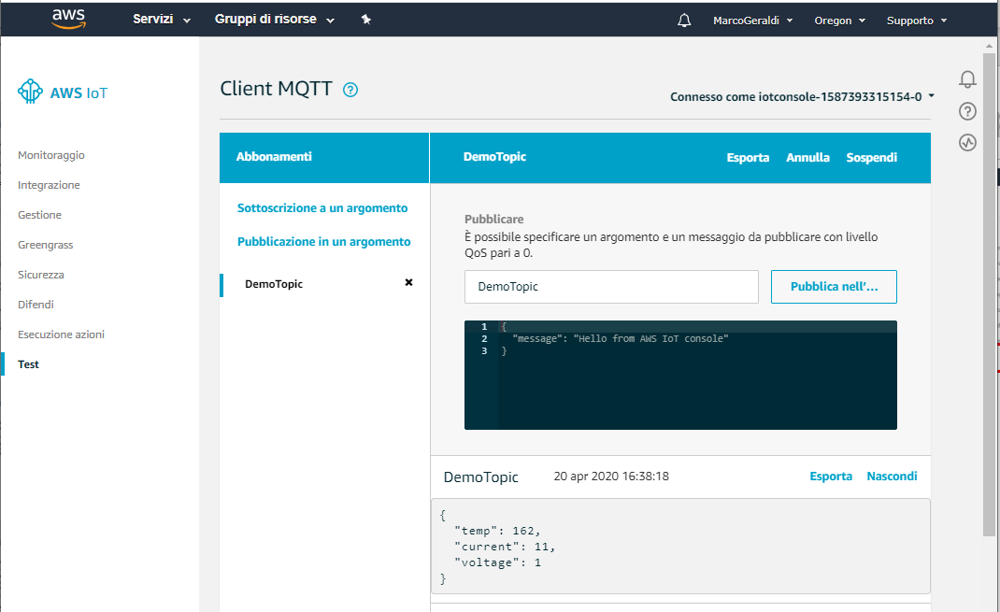 aws
Servizi
Gruppi di risorse
MarcoGeraldi
Oregon
Supporto
AWS IoT
Monitoraggio
Integrazione
Gestione
Greengrass
Sicurezza
Difendi
Esecuzione azioni
Test
Client MQTT
?
Connesso come iotconsole-1587393315154-0
?
Abbonamenti
Sottoscrizione a un argomento
Pubblicazione in un argomento
DemoTopic
DemoTopic
Esporta
Annulla
Sospendi
Pubblicare
È possibile specificare un argomento e un messaggio da pubblicare con livello
QoS pari a 0.
DemoTopic
Pubblica nell'...
1 {
2 "message": "Hello from AWS IoT console"
3 }
DemoTopic
20 apr 2020 16:38:18
Esporta
Nascondi
{
"temp": 162,
"current": 11,
"voltage": 1
}